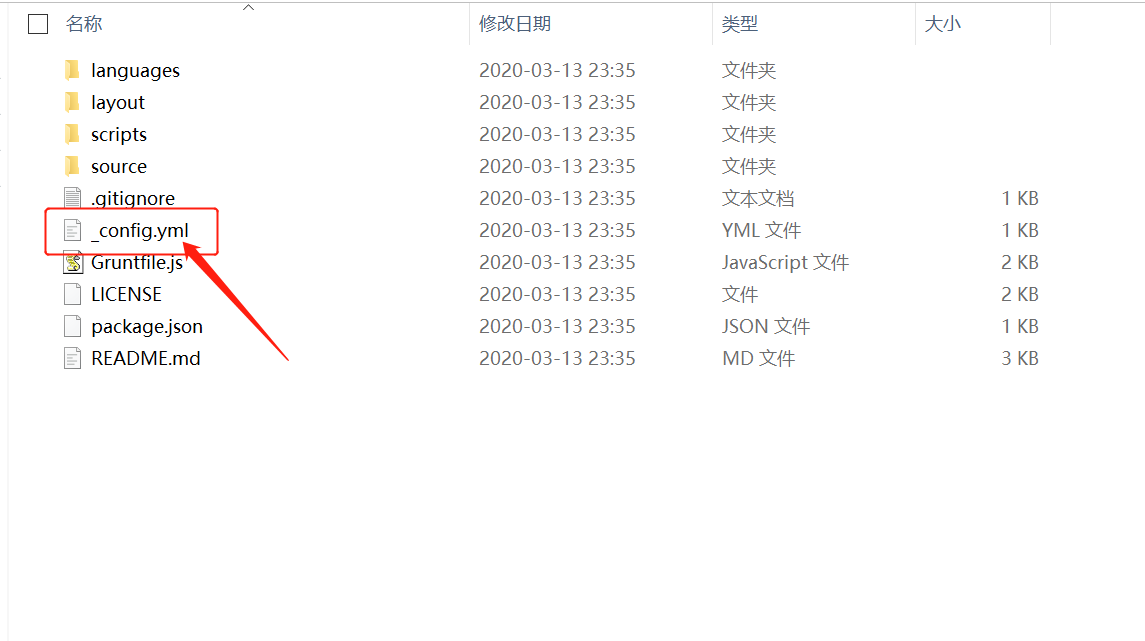 名称 修改日期 类型 大小
languages 2020-03-13 23:35 文件夹
layout 2020-03-13 23:35 文件夹
scripts 2020-03-13 23:35 文件夹
source 2020-03-13 23:35 文件夹
.gitignore 2020-03-13 23:35 文本文档 1 KB
_config.yml 2020-03-13 23:35 YML 文件 1 KB
Gruntfile.js 2020-03-13 23:35 JavaScript 文件 2 KB
LICENSE 2020-03-13 23:35 文件 2 KB
package.json 2020-03-13 23:35 JSON 文件 1 KB
README.md 2020-03-13 23:35 MD 文件 3 KB